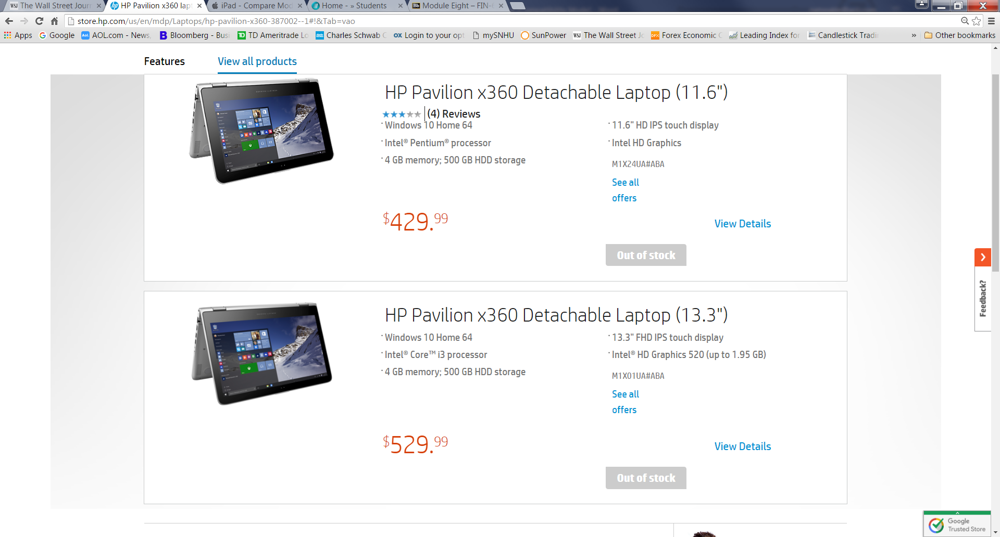 The Wall Street Journ
HP Pavilion x360 lap
iPad - Compare Mod
Home - » Students
Module Eight – FIN-
store.hp.com/us/en/mdp/Laptops/hp-pavilion-x360-387002--1#!&Tab=vao
Apps
Google
AOL.com - News,
Bloomberg - Busi
TD Ameritrade Lo
Charles Schwab C
Login to your opt
mySNHU
SunPower
The Wall Street Jo
Forex Economic C
Leading Index for
Candlestick Tradi
»
Other bookmarks
Features
View all products
HP Pavilion x360 Detachable Laptop (11.6")
(4) Reviews
· Windows 10 Home 64
· Intel® Pentium® processor
· 4 GB memory; 500 GB HDD storage
· 11.6" HD IPS touch display
· Intel HD Graphics
M1X24UA#ABA
See all
offers
$429.99
View Details
Out of stock
HP Pavilion x360 Detachable Laptop (13.3")
· Windows 10 Home 64
· Intel® Core™ i3 processor
· 4 GB memory; 500 GB HDD storage
· 13.3" FHD IPS touch display
· Intel® HD Graphics 520 (up to 1.95 GB)
M1X01UA#ABA
See all
offers
$529.99
View Details
Out of stock
Feedback?
Google
Trusted Store